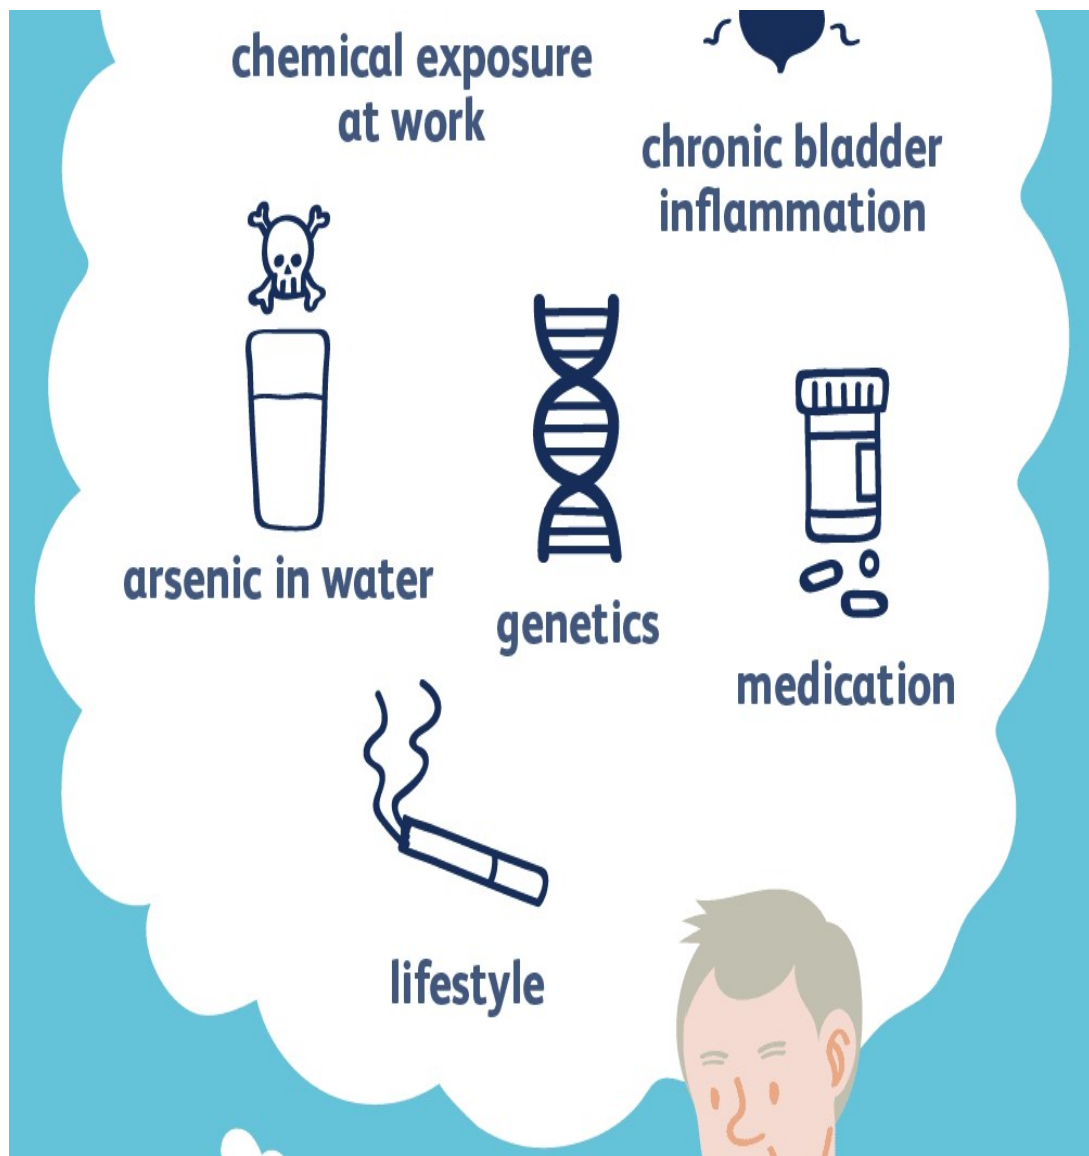 chemical exposure
at work
chronic bladder
inflammation
arsenic in water
genetics
medication
lifestyle